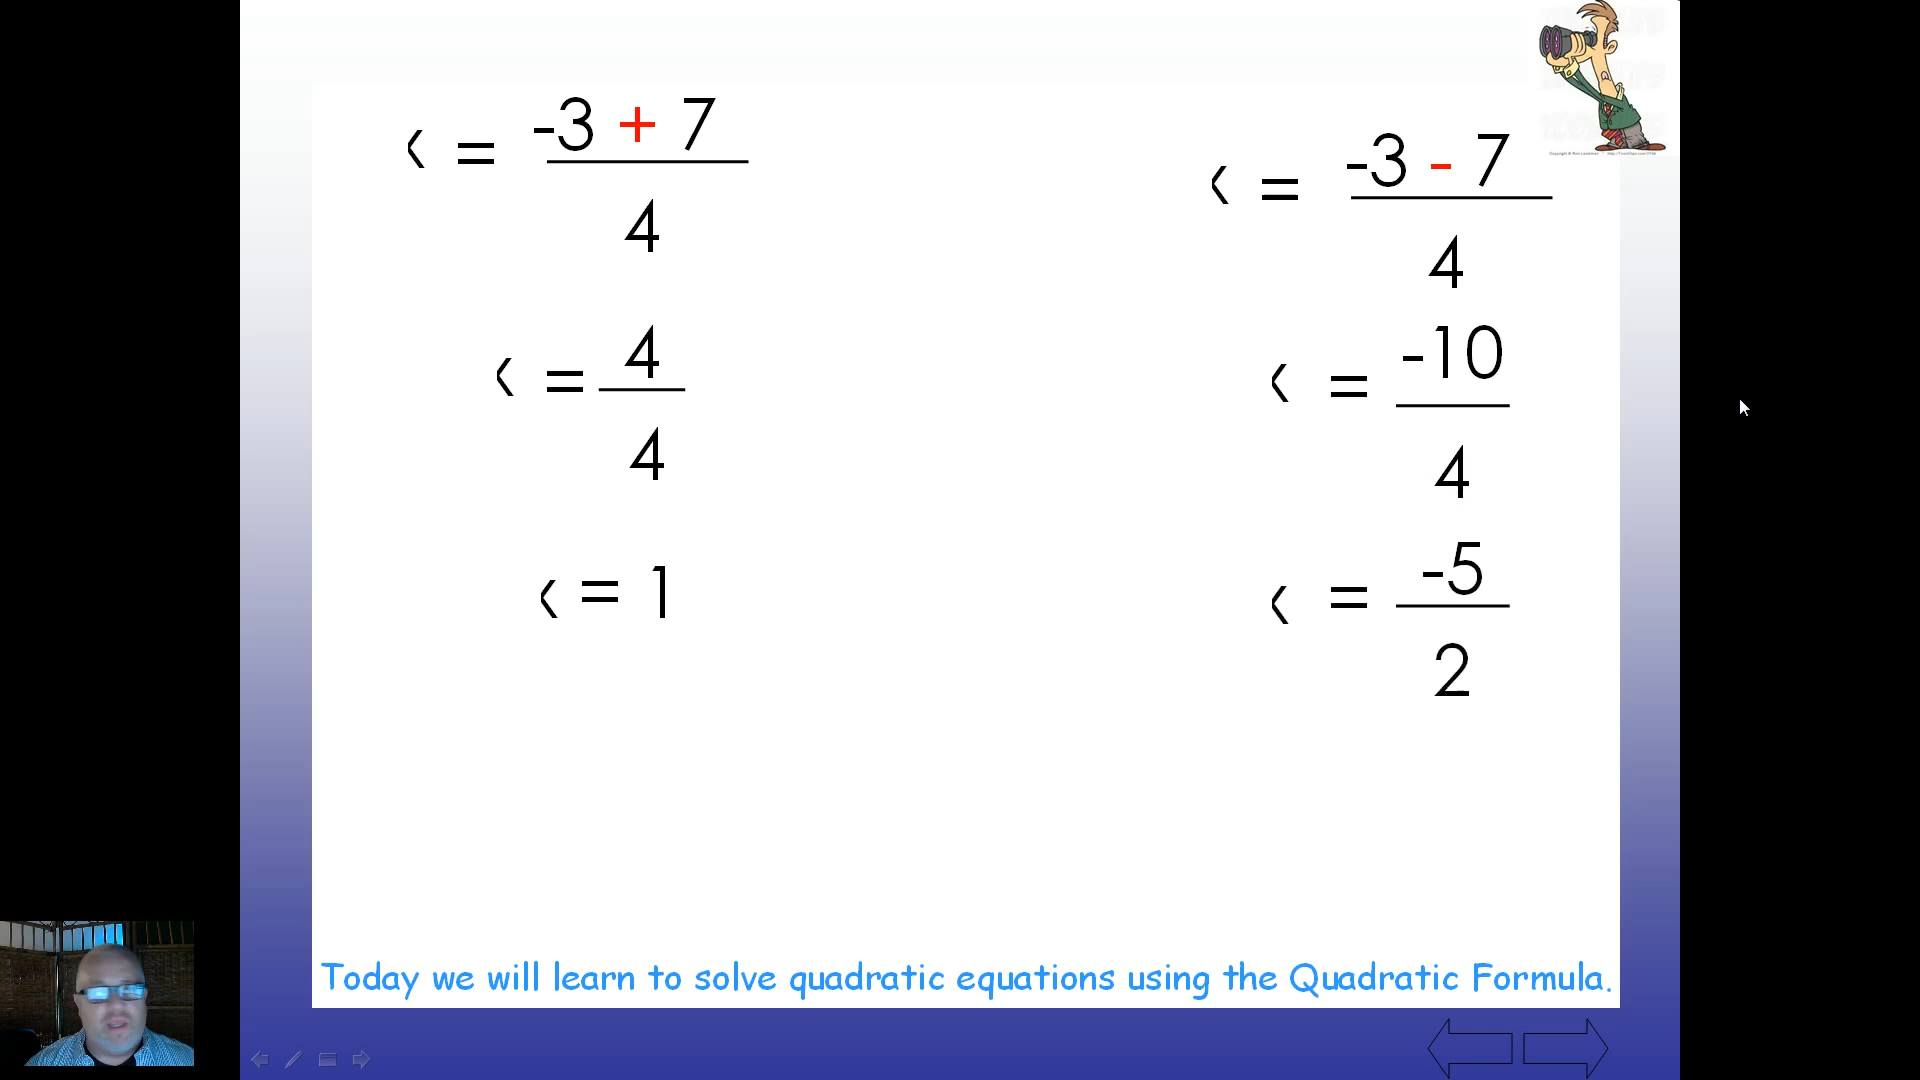 x = -3 + 7
4
x = 4
4
x = 1
x = -3 - 7
4
x = -10
4
x = -5
2
Today we will learn to solve quadratic equations using the Quadratic Formula.